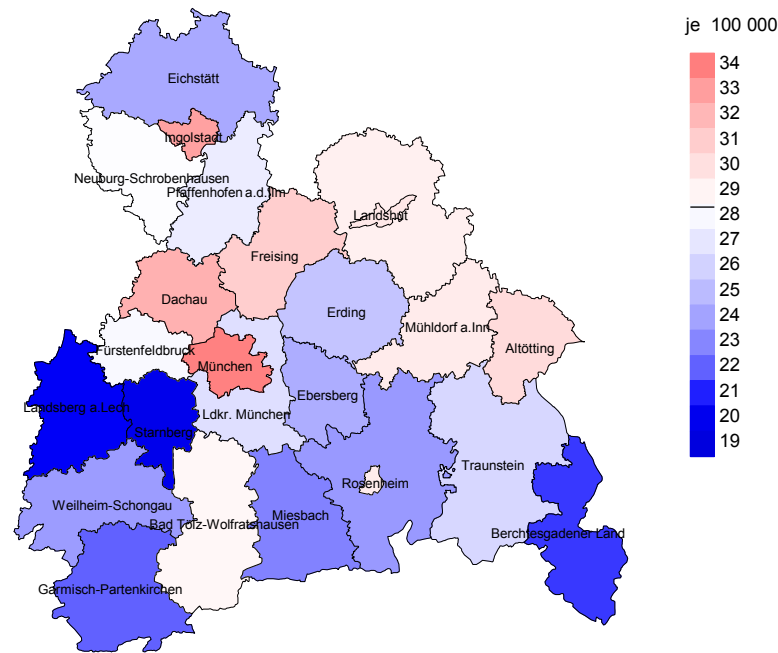 je 100 000
34
33
32
31
30
29
28
27
26
25
24
23
22
21
20
19
Eichstätt
Ingolstadt
Neuburg-Schrobenhausen
Pfaffenhofen a.d.Ilm
Landshut
Freising
Dachau
Erding
Mühldorf a.Inn
Altötting
Fürstenfeldbruck
München
Ebersberg
Landsberg a.Lech
Ldkr. München
Starnberg
Traunstein
Rosenheim
Weilheim-Schongau
Miesbach
Bad Tölz-Wolfratshausen
Berchtesgadener Land
Garmisch-Partenkirchen